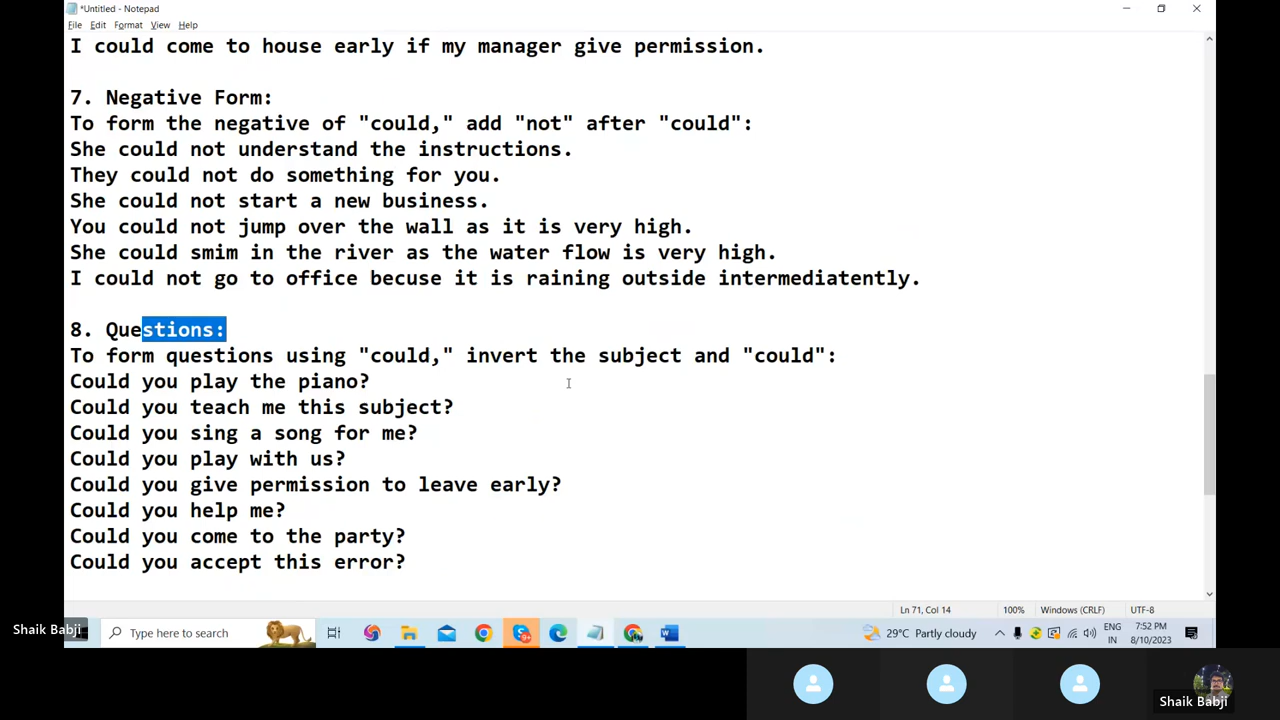 *Untitled - Notepad
File Edit Format View Help
I could come to house early if my manager give permission.
7. Negative Form:
To form the negative of "could," add "not" after "could":
She could not understand the instructions.
They could not do something for you.
She could not start a new business.
You could not jump over the wall as it is very high.
She could smim in the river as the water flow is very high.
I could not go to office becuse it is raining outside intermediatently.
8. Questions:
To form questions using "could," invert the subject and "could":
Could you play the piano?
Could you teach me this subject?
Could you sing a song for me?
Could you play with us?
Could you give permission to leave early?
Could you help me?
Could you come to the party?
Could you accept this error?
Ln 71, Col 14 100% Windows (CRLF) UTF-8
Shaik Babji
Type here to search
29°C Partly cloudy
ENG
IN
7:52 PM
8/10/2023
Shaik Babji